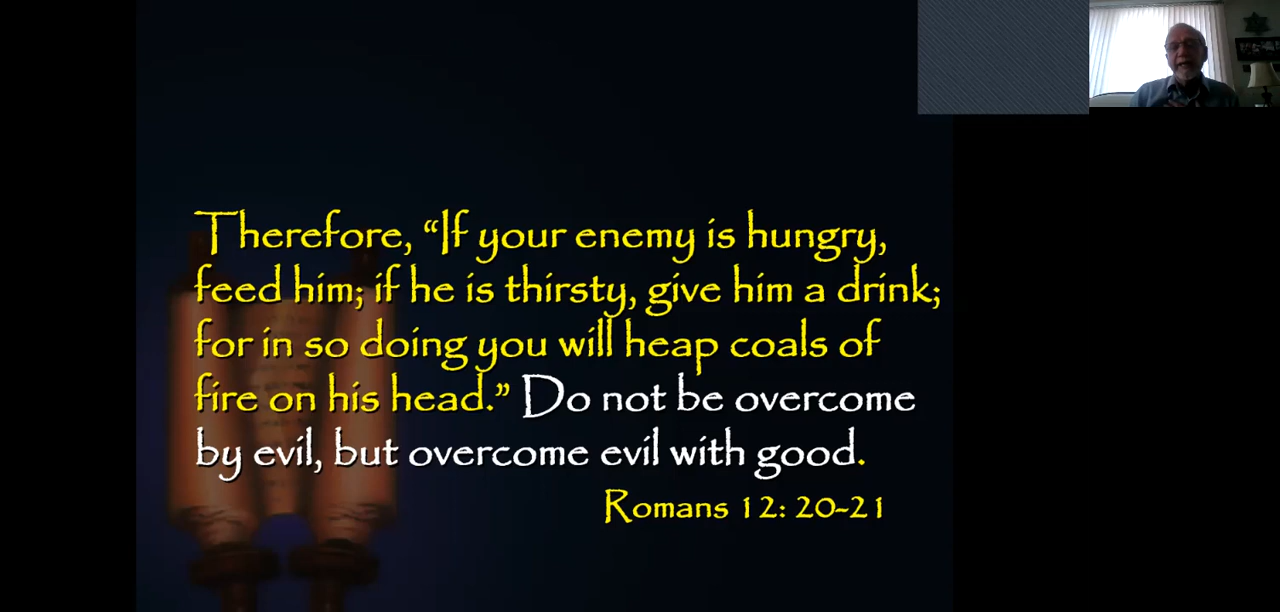 Therefore, “If your enemy is hungry,
feed him; if he is thirsty, give him a drink;
for in so doing you will heap coals of
fire on his head.” Do not be overcome
by evil, but overcome evil with good.
Romans 12: 20-21